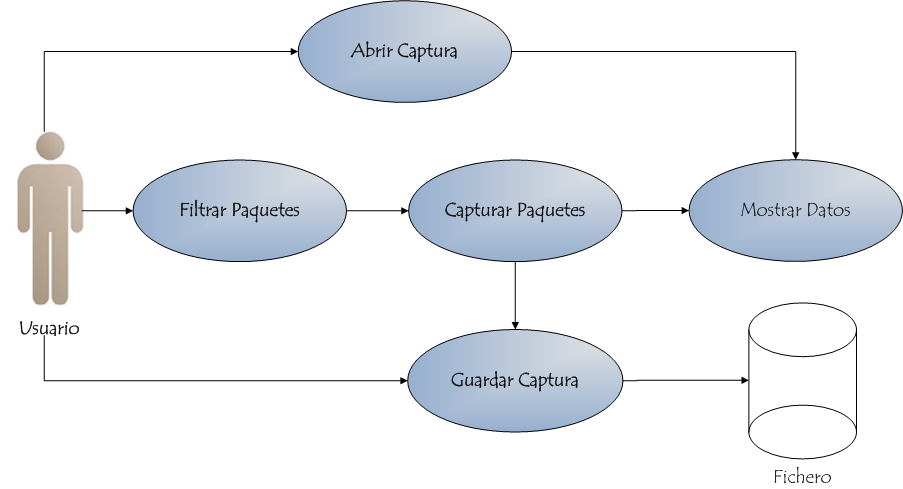 Abrir Captura
Filtrar Paquetes
Capturar Paquetes
Mostrar Datos
Usuario
Guardar Captura
Fichero